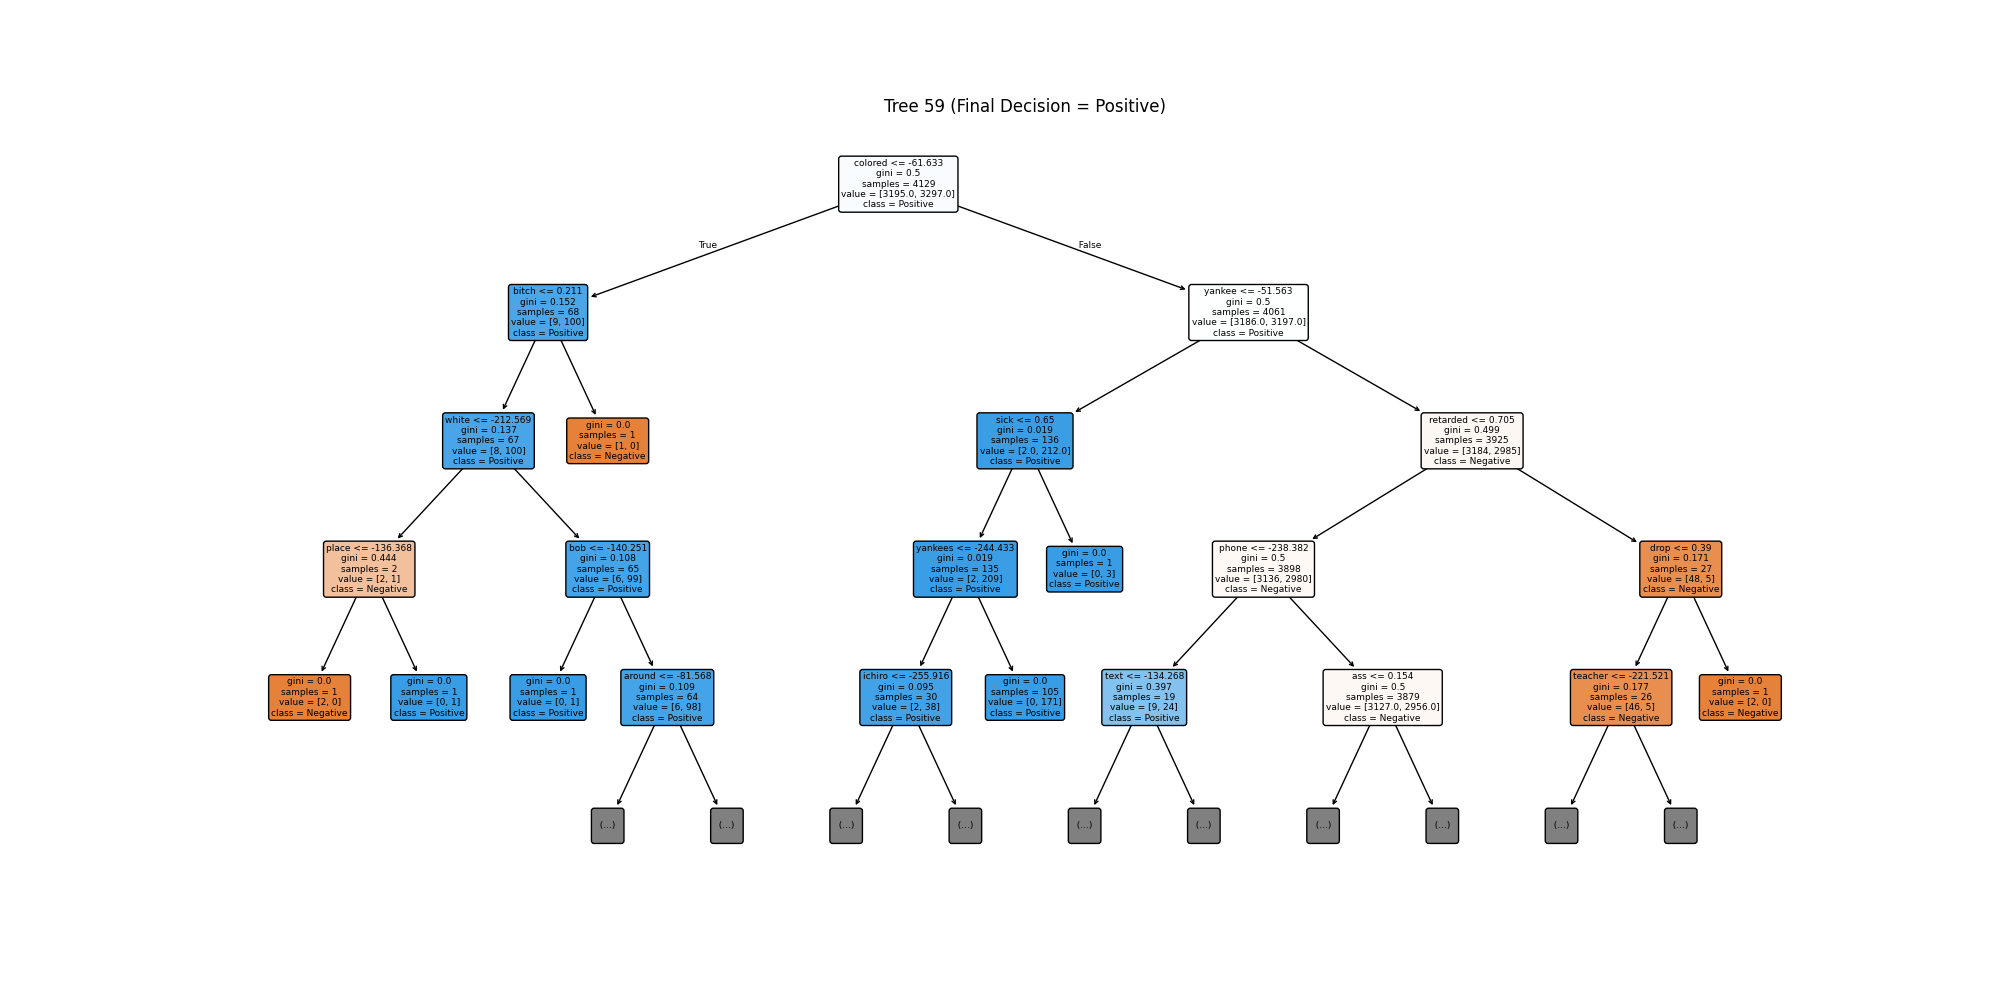 Tree 59 (Final Decision = Positive)
colored <= -61.633
gini = 0.5
samples = 4129
value = [3195.0, 3297.0]
class = Positive
True
False
bitch <= 0.211
gini = 0.152
samples = 68
value = [9, 100]
class = Positive
yankee <= -51.563
gini = 0.5
samples = 4061
value = [3186.0, 3197.0]
class = Positive
white <= -212.569
gini = 0.137
samples = 67
value = [8, 100]
class = Positive
gini = 0.0
samples = 1
value = [1, 0]
class = Negative
sick <= 0.65
gini = 0.019
samples = 136
value = [2.0, 212.0]
class = Positive
retarded <= 0.705
gini = 0.499
samples = 3925
value = [3184, 2985]
class = Negative
place <= -136.368
gini = 0.444
samples = 2
value = [2, 1]
class = Negative
bob <= -140.251
gini = 0.108
samples = 65
value = [6, 99]
class = Positive
yankees <= -244.433
gini = 0.019
samples = 135
value = [2, 209]
class = Positive
gini = 0.0
samples = 1
value = [0, 3]
class = Positive
phone <= -238.382
gini = 0.5
samples = 3898
value = [3136, 2980]
class = Negative
drop <= 0.39
gini = 0.171
samples = 27
value = [48, 5]
class = Negative
gini = 0.0
samples = 1
value = [2, 0]
class = Negative
gini = 0.0
samples = 1
value = [0, 1]
class = Positive
gini = 0.0
samples = 1
value = [0, 1]
class = Positive
around <= -81.568
gini = 0.109
samples = 64
value = [6, 98]
class = Positive
ichiro <= -255.916
gini = 0.095
samples = 30
value = [2, 38]
class = Positive
gini = 0.0
samples = 105
value = [0, 171]
class = Positive
text <= -134.268
gini = 0.397
samples = 19
value = [9, 24]
class = Positive
ass <= 0.154
gini = 0.5
samples = 3879
value = [3127.0, 2956.0]
class = Negative
teacher <= -221.521
gini = 0.177
samples = 26
value = [46, 5]
class = Negative
gini = 0.0
samples = 1
value = [2, 0]
class = Negative
(...)
(...)
(...)
(...)
(...)
(...)
(...)
(...)
(...)
(...)